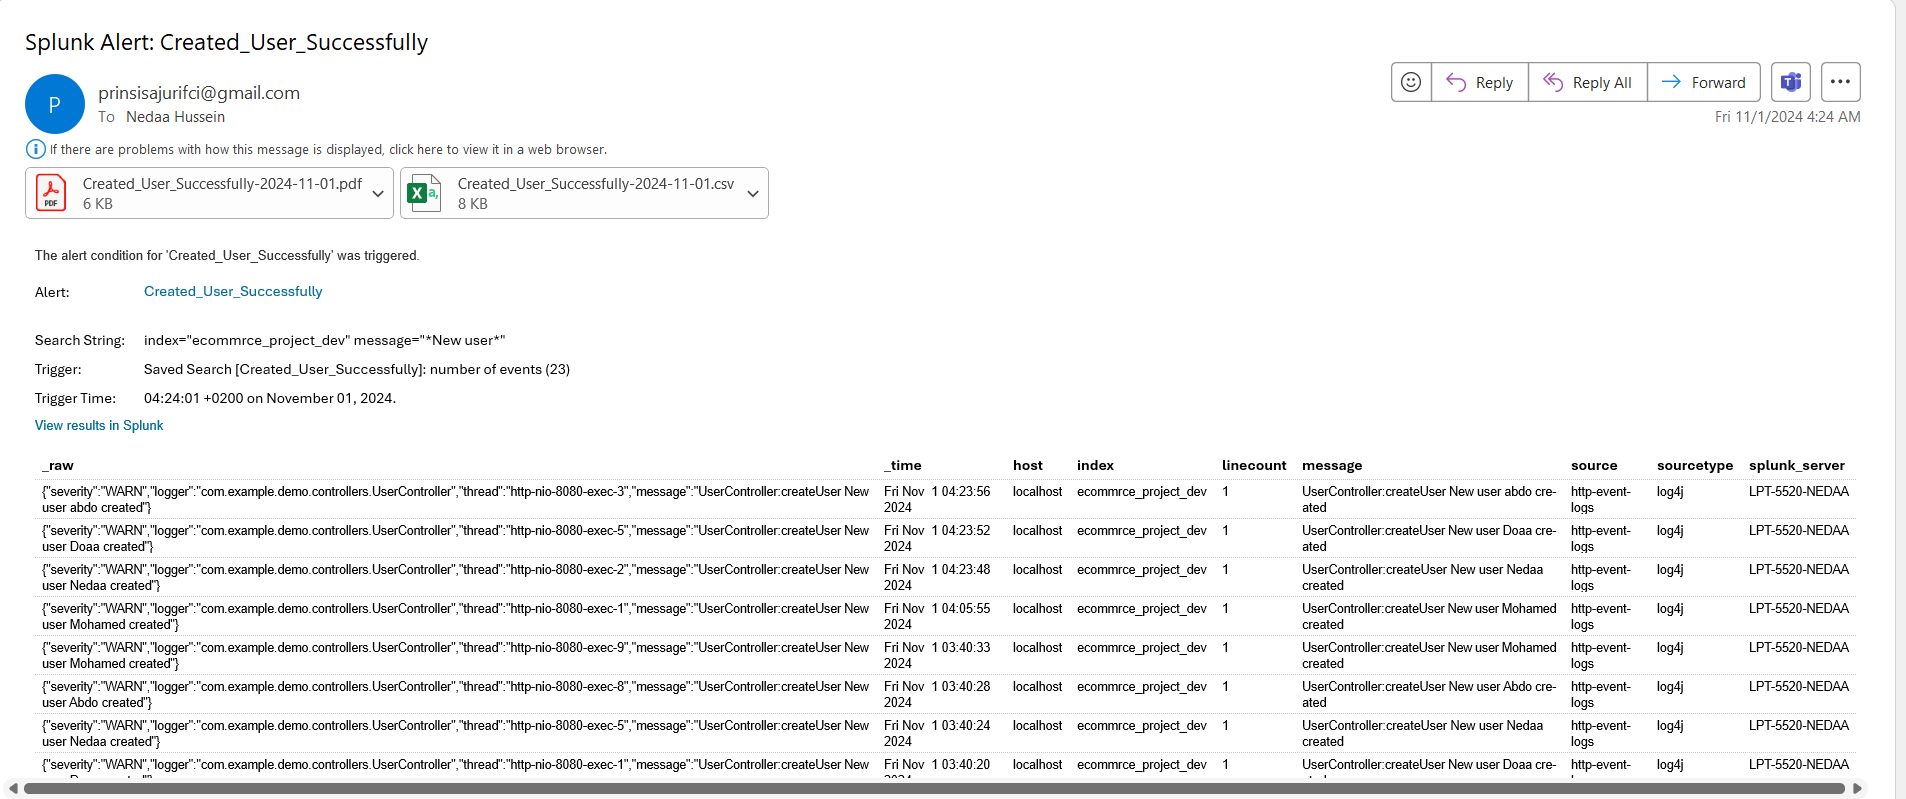 Splunk Alert: Created_User_Successfully
P
prinsisajurifci@gmail.com
To Nedaa Hussein
Reply
Reply All
Forward
Fri 11/1/2024 4:24 AM
If there are problems with how this message is displayed, click here to view it in a web browser.
PDF
Created_User_Successfully-2024-11-01.pdf
6 KB
Created_User_Successfully-2024-11-01.csv
8 KB
The alert condition for 'Created_User_Successfully' was triggered.
Alert: Created_User_Successfully
Search String: index="ecommrce_project_dev" message="*New user*"
Trigger: Saved Search [Created_User_Successfully]: number of events (23)
Trigger Time: 04:24:01 +0200 on November 01, 2024.
View results in Splunk
_raw _time host index linecount message source sourcetype splunk_server
{"severity":"WARN","logger":"com.example.demo.controllers.UserController","thread":"http-nio-8080-exec-3","message":"UserController:createUser New Fri Nov 1 04:23:56 localhost ecommrce_project_dev 1 UserController:createUser New user abdo cre- http-event- log4j LPT-5520-NEDAA
user abdo created"} 2024 ated logs
{"severity":"WARN","logger":"com.example.demo.controllers.UserController","thread":"http-nio-8080-exec-5","message":"UserController:createUser New Fri Nov 1 04:23:52 localhost ecommrce_project_dev 1 UserController:createUser New user Doaa cre- http-event- log4j LPT-5520-NEDAA
user Doaa created"} 2024 ated logs
{"severity":"WARN","logger":"com.example.demo.controllers.UserController","thread":"http-nio-8080-exec-2","message":"UserController:createUser New Fri Nov 1 04:23:48 localhost ecommrce_project_dev 1 UserController:createUser New user Nedaa http-event- log4j LPT-5520-NEDAA
user Nedaa created"} 2024 created logs
{"severity":"WARN","logger":"com.example.demo.controllers.UserController","thread":"http-nio-8080-exec-1","message":"UserController:createUser New Fri Nov 1 04:05:55 localhost ecommrce_project_dev 1 UserController:createUser New user Mohamed http-event- log4j LPT-5520-NEDAA
user Mohamed created"} 2024 created logs
{"severity":"WARN","logger":"com.example.demo.controllers.UserController","thread":"http-nio-8080-exec-9","message":"UserController:createUser New Fri Nov 1 03:40:33 localhost ecommrce_project_dev 1 UserController:createUser New user Mohamed http-event- log4j LPT-5520-NEDAA
user Mohamed created"} 2024 created logs
{"severity":"WARN","logger":"com.example.demo.controllers.UserController","thread":"http-nio-8080-exec-8","message":"UserController:createUser New Fri Nov 1 03:40:28 localhost ecommrce_project_dev 1 UserController:createUser New user Abdo cre- http-event- log4j LPT-5520-NEDAA
user Abdo created"} 2024 ated logs
{"severity":"WARN","logger":"com.example.demo.controllers.UserController","thread":"http-nio-8080-exec-5","message":"UserController:createUser New Fri Nov 1 03:40:24 localhost ecommrce_project_dev 1 UserController:createUser New user Nedaa http-event- log4j LPT-5520-NEDAA
user Nedaa created"} 2024 created logs
{"severity":"WARN","logger":"com.example.demo.controllers.UserController","thread":"http-nio-8080-exec-1","message":"UserController:createUser New Fri Nov 1 03:40:20 localhost ecommrce_project_dev 1 UserController:createUser New user Doaa cre- http-event- log4j LPT-5520-NEDAA